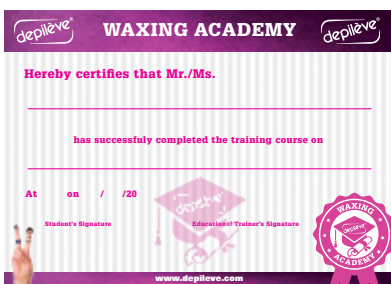 depilève®
WAXING ACADEMY
depilève®
Hereby certifies that Mr./Ms.
has successfuly completed the training course on
At on / /20
depilève
Student's Signature
Educational Trainer's Signature
WAXING
depilève
ACADEMY
www.depileve.com